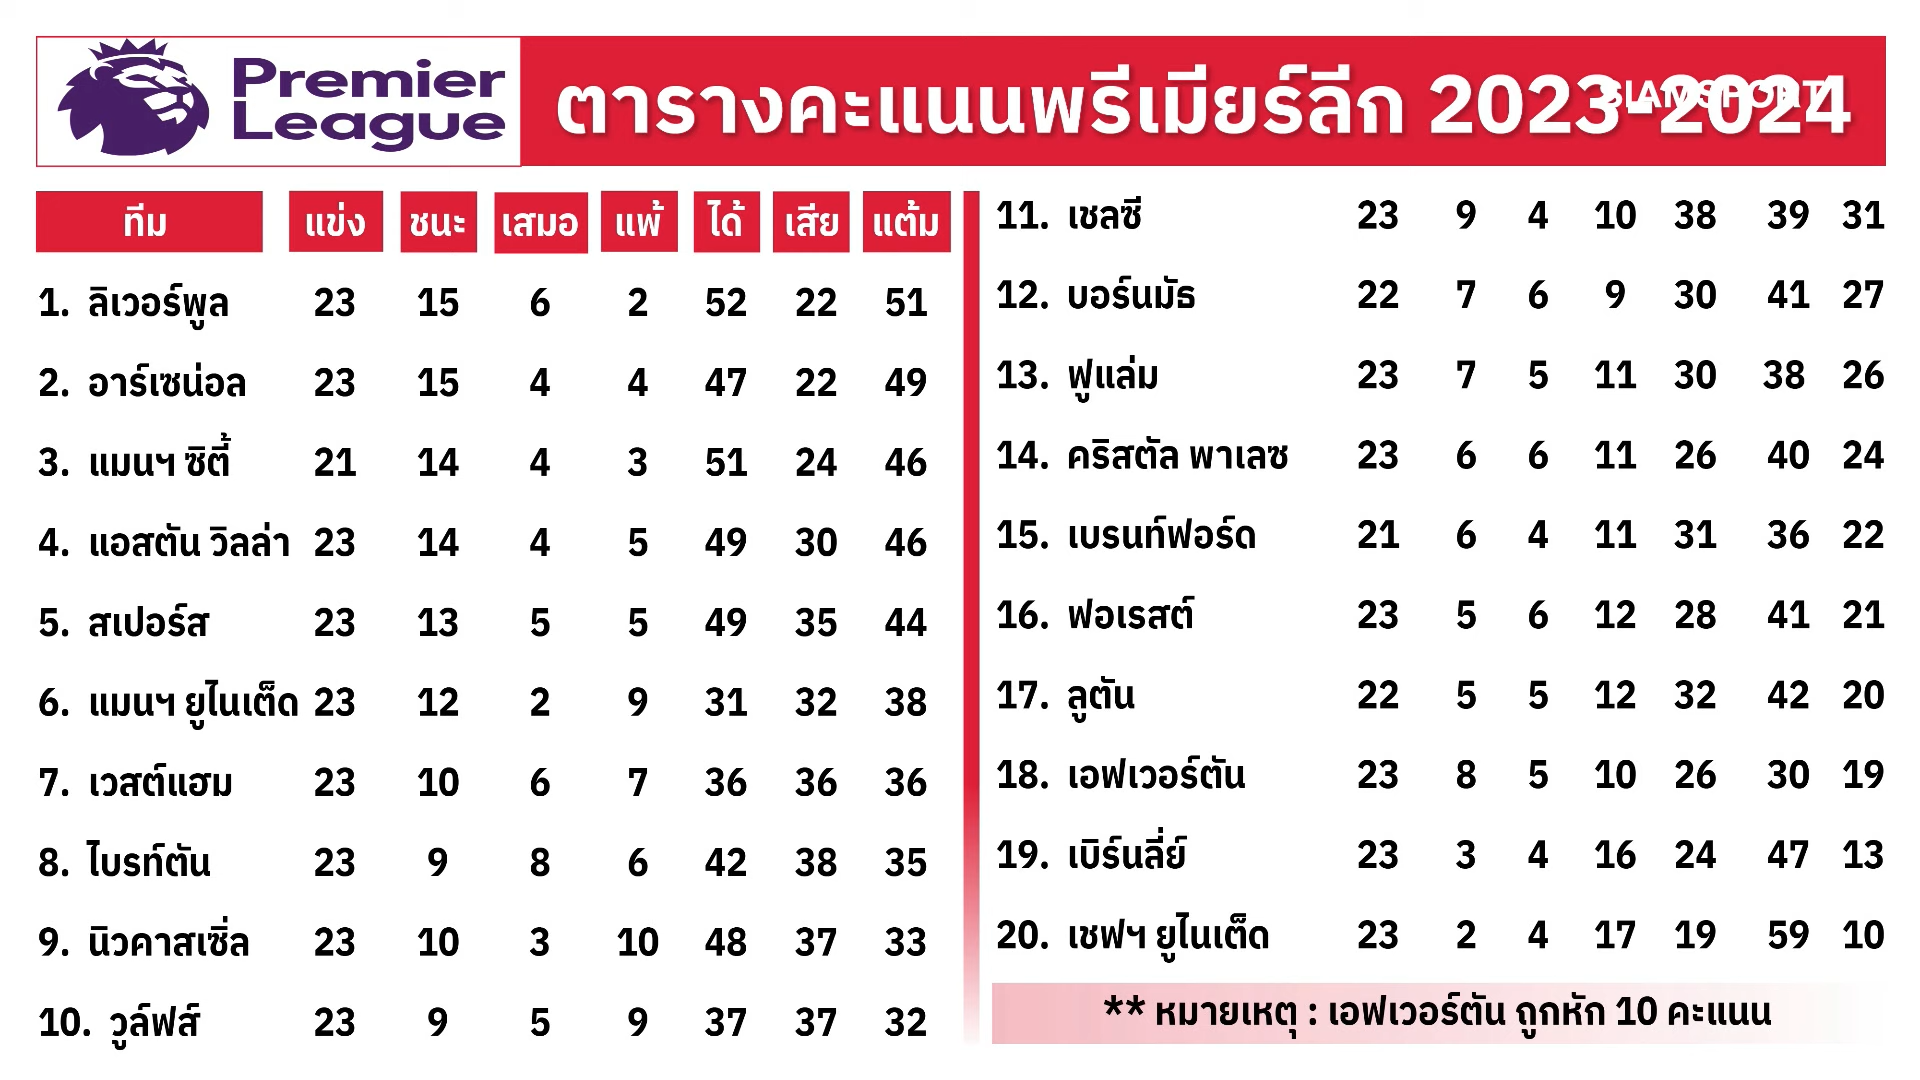 Premier
League
ตารางคะแนนพรีเมียร์ลีก 2023-2024
SIAMSPORT
ทีม แข่ง ชนะ เสมอ แพ้ ได้ เสีย แต้ม
1. ลิเวอร์พูล 23 15 6 2 52 22 51
2. อาร์เซน่อล 23 15 4 4 47 22 49
3. แมนฯ ซิตี้ 21 14 4 3 51 24 46
4. แอสตัน วิลล่า 23 14 4 5 49 30 46
5. สเปอร์ส 23 13 5 5 49 35 44
6. แมนฯ ยูไนเต็ด 23 12 2 9 31 32 38
7. เวสต์แฮม 23 10 6 7 36 36 36
8. ไบรท์ตัน 23 9 8 6 42 38 35
9. นิวคาสเซิ่ล 23 10 3 10 48 37 33
10. วูล์ฟส์ 23 9 5 9 37 37 32
11. เชลซี 23 9 4 10 38 39 31
12. บอร์นมัธ 22 7 6 9 30 41 27
13. ฟูแล่ม 23 7 5 11 30 38 26
14. คริสตัล พาเลซ 23 6 6 11 26 40 24
15. เบรนท์ฟอร์ด 21 6 4 11 31 36 22
16. ฟอเรสต์ 23 5 6 12 28 41 21
17. ลูตัน 22 5 5 12 32 42 20
18. เอฟเวอร์ตัน 23 8 5 10 26 30 19
19. เบิร์นลี่ย์ 23 3 4 16 24 47 13
20. เชฟฯ ยูไนเต็ด 23 2 4 17 19 59 10
** หมายเหตุ : เอฟเวอร์ตัน ถูกหัก 10 คะแนน